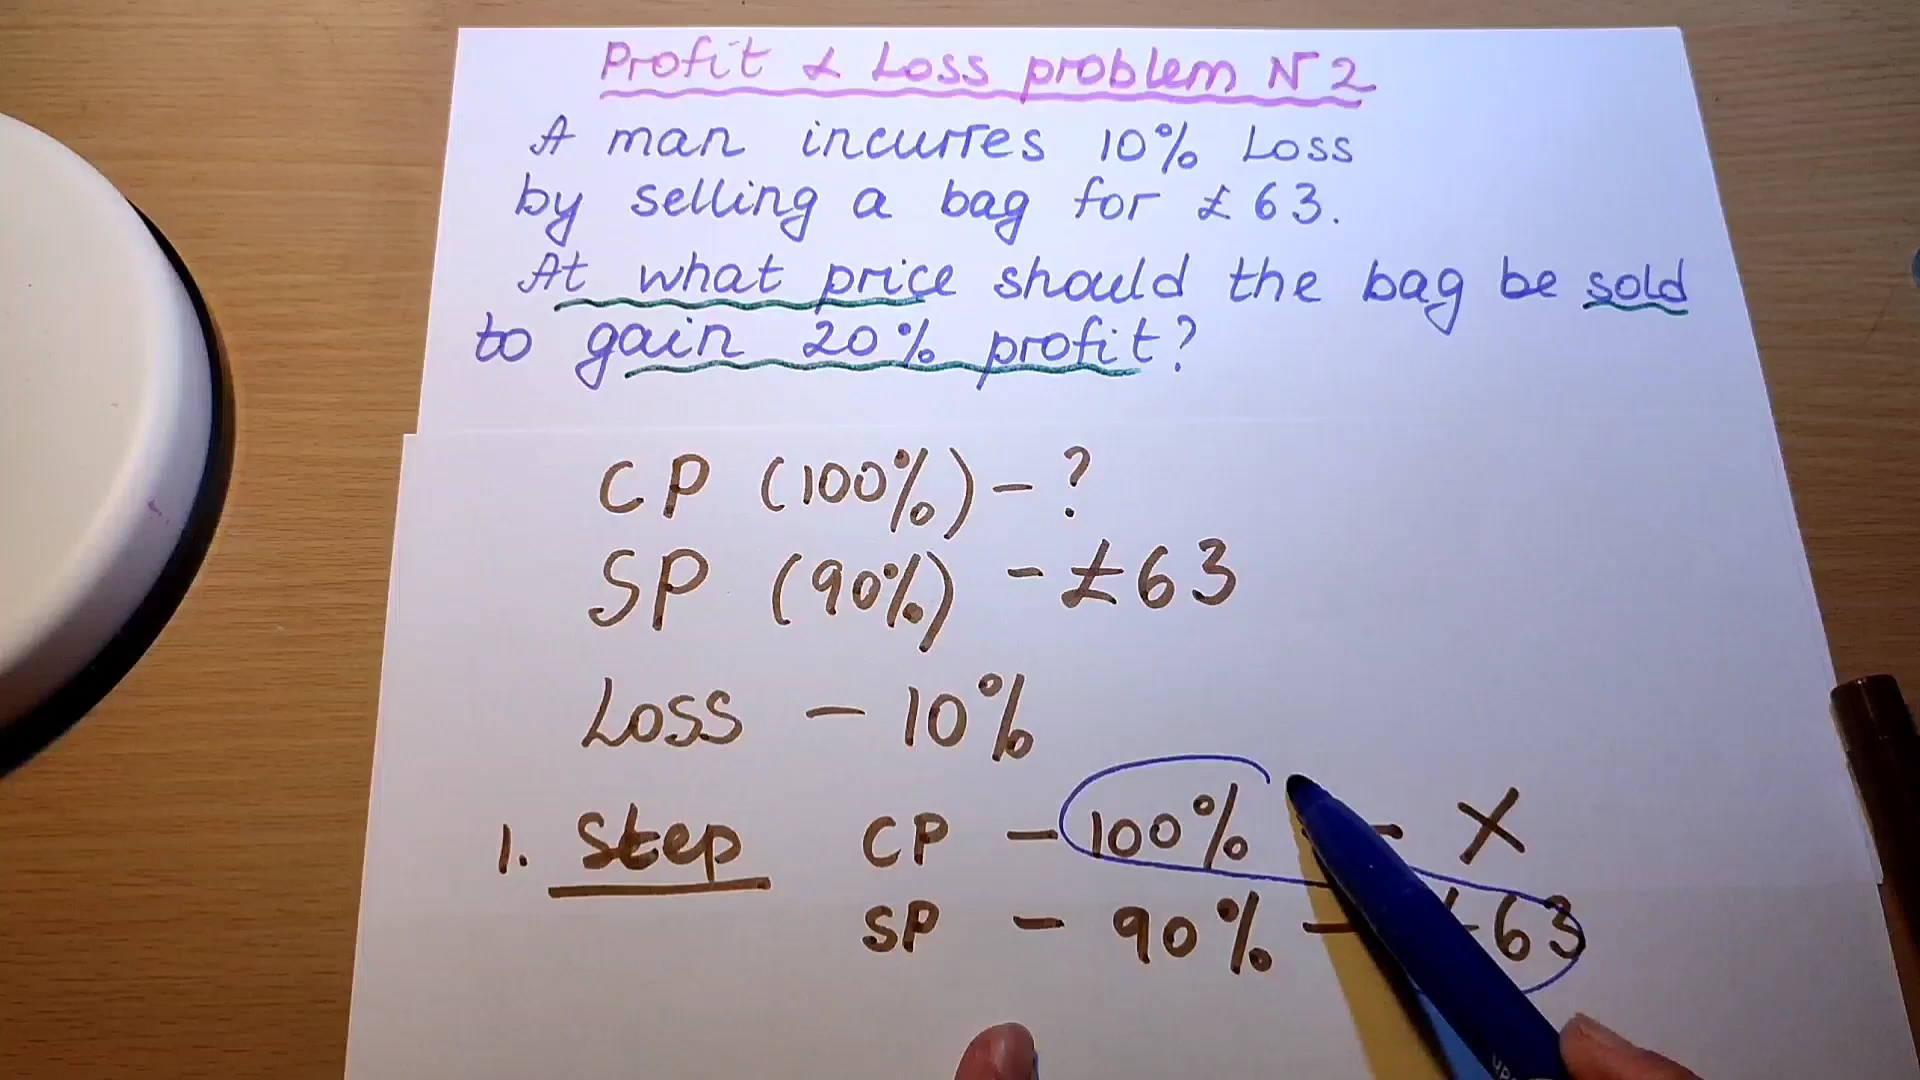 Profit & Loss problem N 2
A man incurres 10% Loss
by selling a bag for £63.
At what price should the bag be sold
to gain 20% profit?
CP (100%) - ?
SP (90%) - £63
Loss - 10%
1. Step CP - 100% - X
SP - 90% - £63